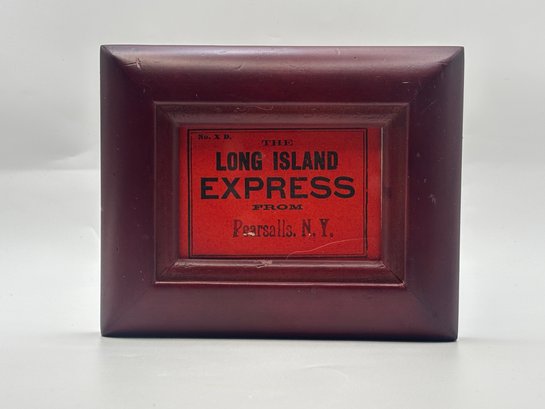 No. X D.
THE
LONG ISLAND
EXPRESS
FROM
Pearsalls, N. Y.